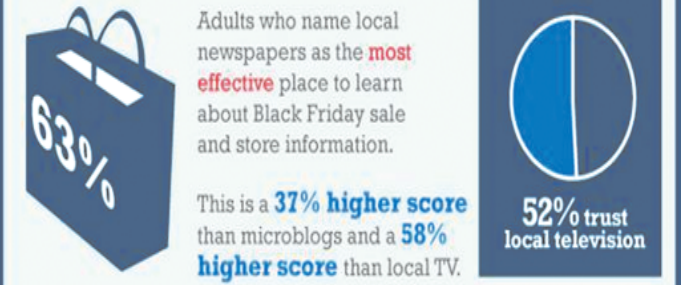 63%
Adults who name local
newspapers as the most
effective place to learn
about Black Friday sale
and store information.
This is a 37% higher score
than microblogs and a 58%
higher score than local TV.
52% trust
local television